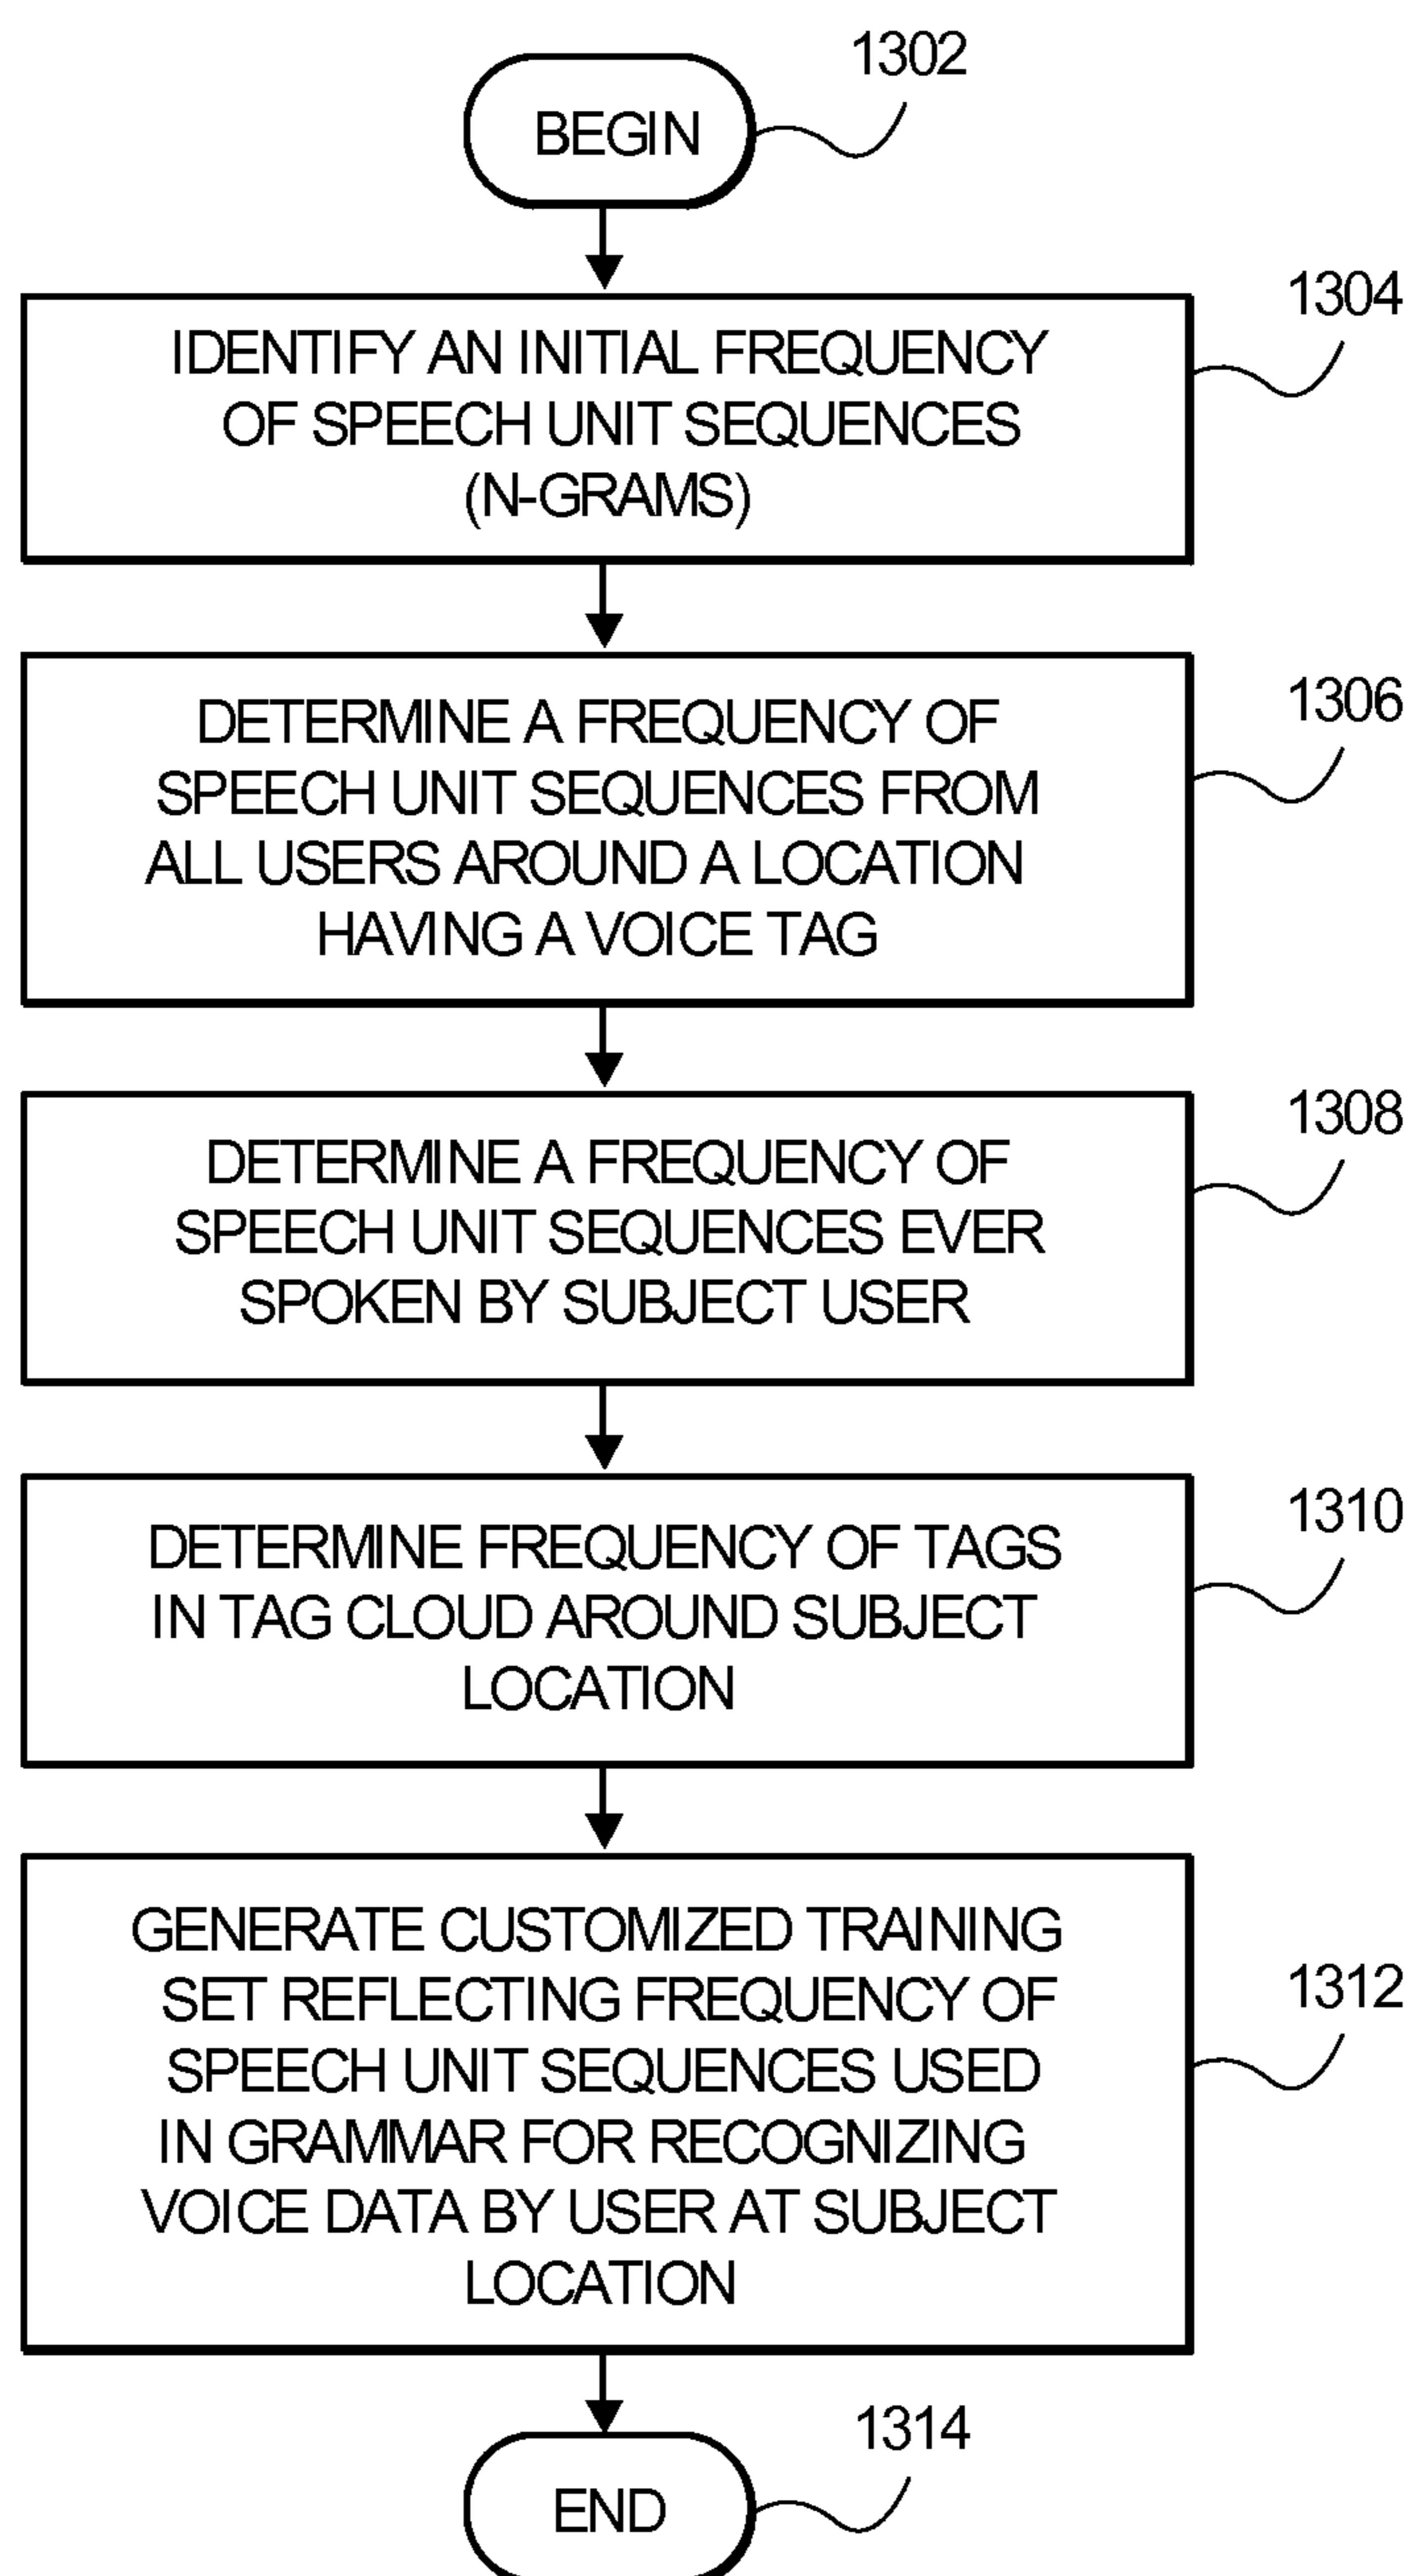 1302
BEGIN
1304
IDENTIFY AN INITIAL FREQUENCY
OF SPEECH UNIT SEQUENCES
(N-GRAMS)
1306
DETERMINE A FREQUENCY OF
SPEECH UNIT SEQUENCES FROM
ALL USERS AROUND A LOCATION
HAVING A VOICE TAG
1308
DETERMINE A FREQUENCY OF
SPEECH UNIT SEQUENCES EVER
SPOKEN BY SUBJECT USER
1310
DETERMINE FREQUENCY OF TAGS
IN TAG CLOUD AROUND SUBJECT
LOCATION
1312
GENERATE CUSTOMIZED TRAINING
SET REFLECTING FREQUENCY OF
SPEECH UNIT SEQUENCES USED
IN GRAMMAR FOR RECOGNIZING
VOICE DATA BY USER AT SUBJECT
LOCATION
1314
END